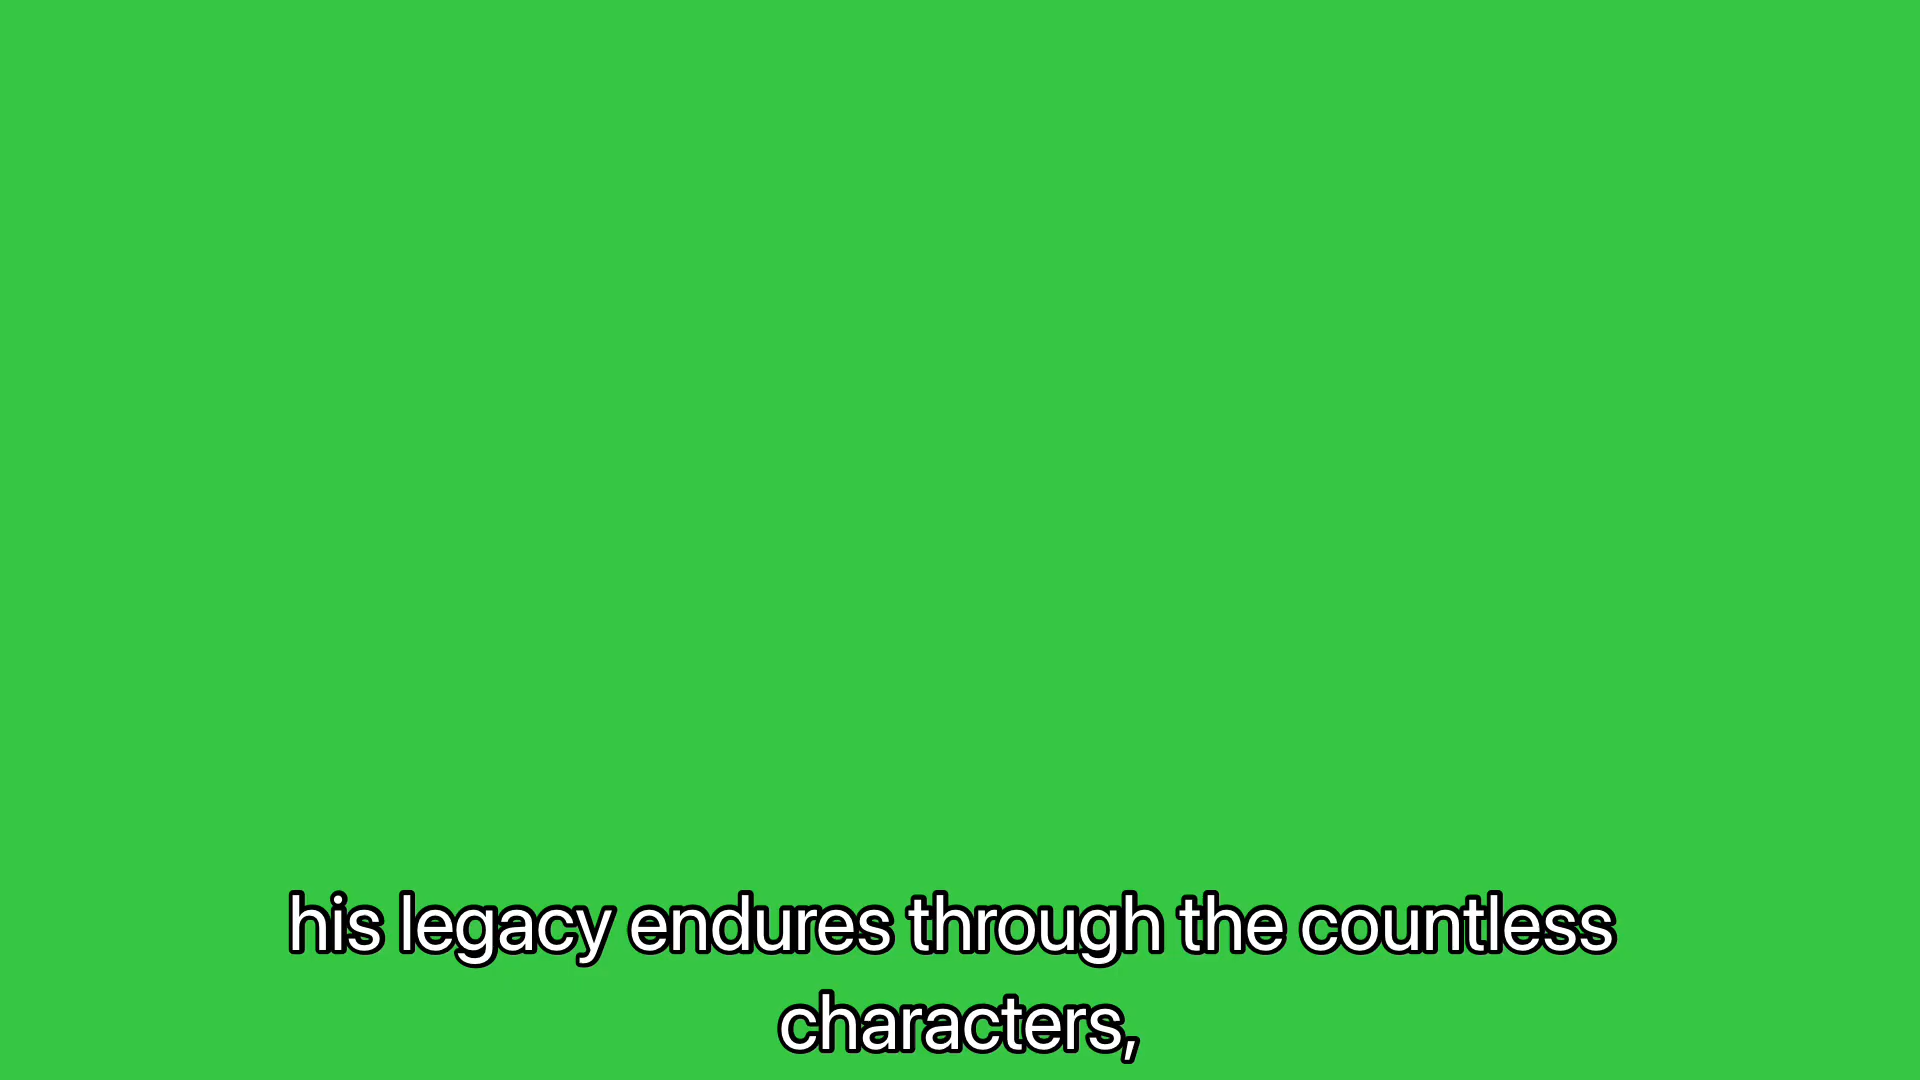 his legacy endures through the countless
characters,